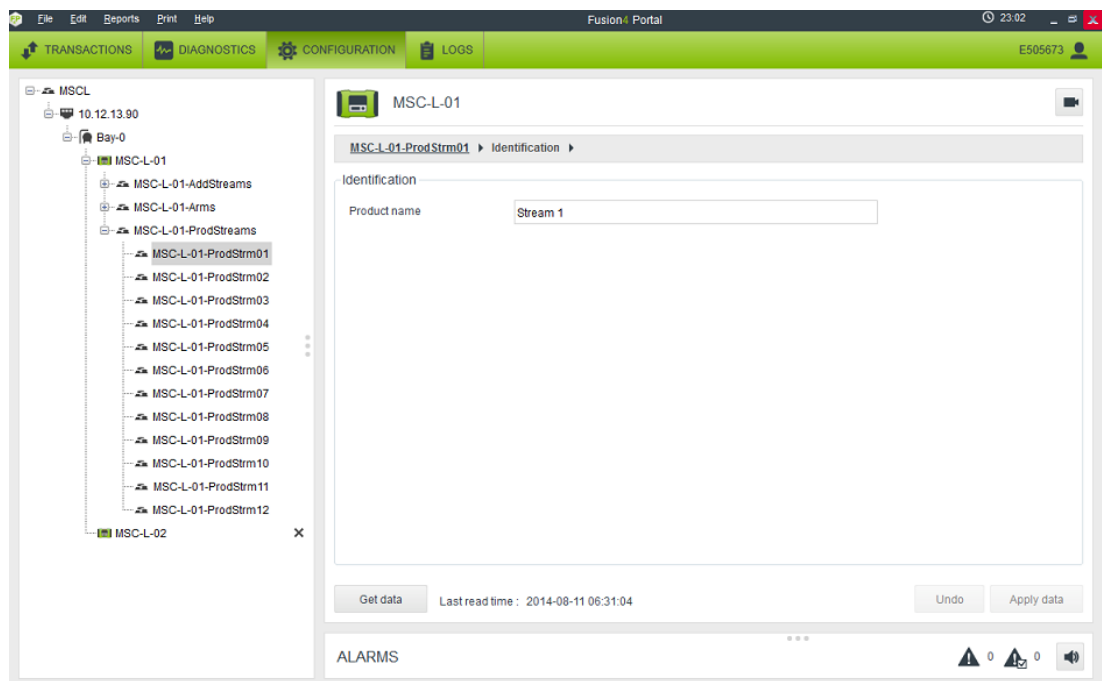 File Edit Reports Print Help Fusion4 Portal 23:02
TRANSACTIONS DIAGNOSTICS CONFIGURATION LOGS E505673
MSCL
10.12.13.90
Bay-0
MSC-L-01
MSC-L-01-AddStreams
MSC-L-01-Arms
MSC-L-01-ProdStreams
MSC-L-01-ProdStrm01
MSC-L-01-ProdStrm02
MSC-L-01-ProdStrm03
MSC-L-01-ProdStrm04
MSC-L-01-ProdStrm05
MSC-L-01-ProdStrm06
MSC-L-01-ProdStrm07
MSC-L-01-ProdStrm08
MSC-L-01-ProdStrm09
MSC-L-01-ProdStrm10
MSC-L-01-ProdStrm11
MSC-L-01-ProdStrm12
MSC-L-02
MSC-L-01
MSC-L-01-ProdStrm01 Identification
Identification
Product name Stream 1
Get data Last read time : 2014-08-11 06:31:04 Undo Apply data
ALARMS 0 0